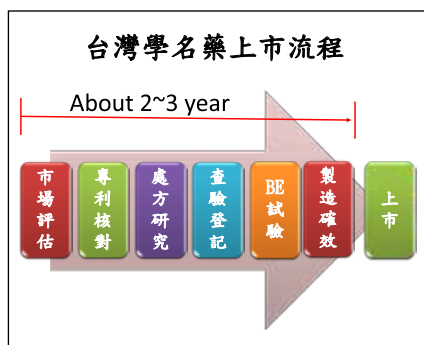 台灣學名藥上市流程
About 2~3 year
市場評估
專利核對
處方研究
查驗登記
BE試驗
製造確效
上市